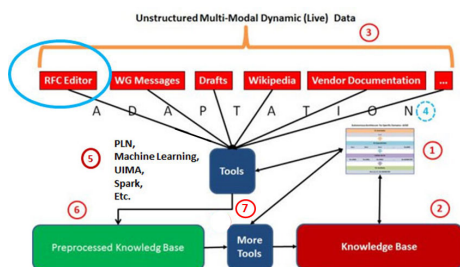 Unstructured Multi-Modal Dynamic (Live) Data
3
RFC Editor WG Messages Drafts Wikipedia Vendor Documentation ...
A D A P T A T I O N 4
PLN,
5 Machine Learning,
UIMA,
Spark,
Etc.
Tools
1
6 7 2
Preprocessed Knowledg Base
More
Tools
Knowledge Base